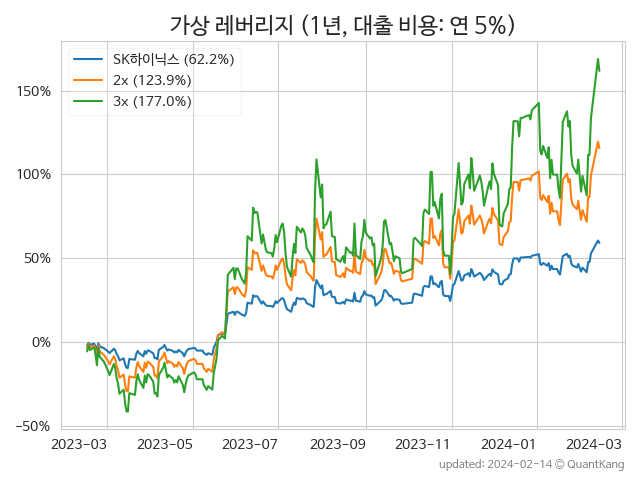 가상 레버리지 (1년, 대출 비용: 연 5%)
SK하이닉스 (62.2%)
2x (123.9%)
3x (177.0%)
150%
100%
50%
0%
−50%
2023-03 2023-05 2023-07 2023-09 2023-11 2024-01 2024-03
updated: 2024-02-14 © QuantKang